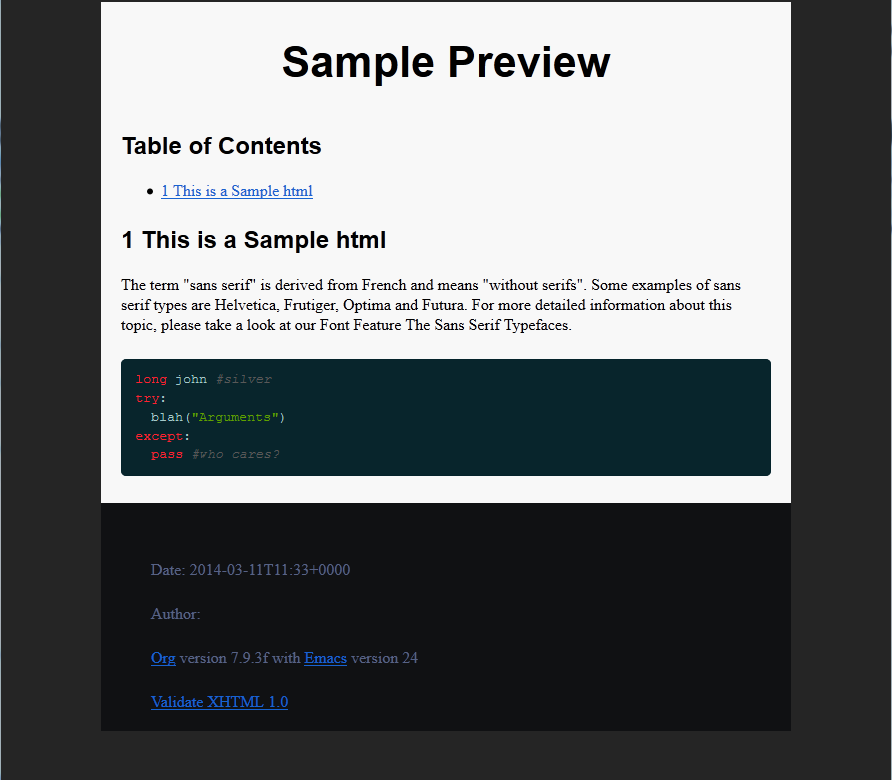 Sample Preview
Table of Contents
1 This is a Sample html
1 This is a Sample html
The term "sans serif" is derived from French and means "without serifs". Some examples of sans
serif types are Helvetica, Frutiger, Optima and Futura. For more detailed information about this
topic, please take a look at our Font Feature The Sans Serif Typefaces.
long john #silver
try:
  blah("Arguments")
except:
  pass #who cares?
Date: 2014-03-11T11:33+0000
Author:
Org version 7.9.3f with Emacs version 24
Validate XHTML 1.0